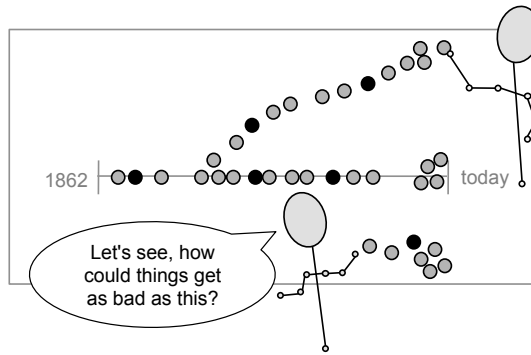 1862
today
Let's see, how
could things get
as bad as this?